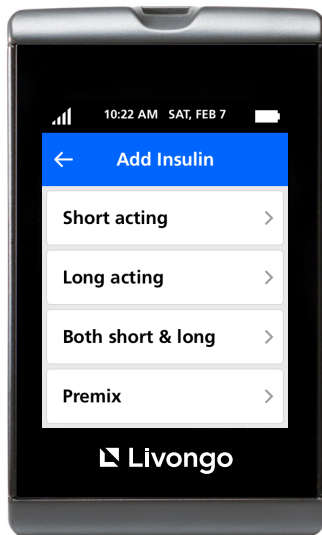 10:22 AM SAT, FEB 7
Add Insulin
Short acting
Long acting
Both short & long
Premix
Livongo